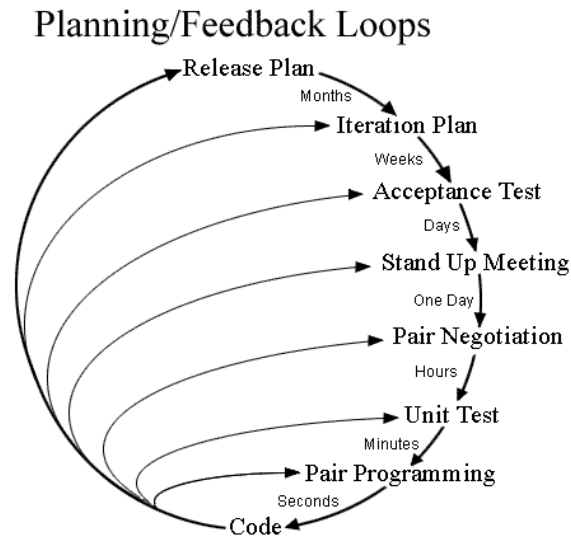 Planning/Feedback Loops
Release Plan
Months
Iteration Plan
Weeks
Acceptance Test
Days
Stand Up Meeting
One Day
Pair Negotiation
Hours
Unit Test
Minutes
Pair Programming
Seconds
Code